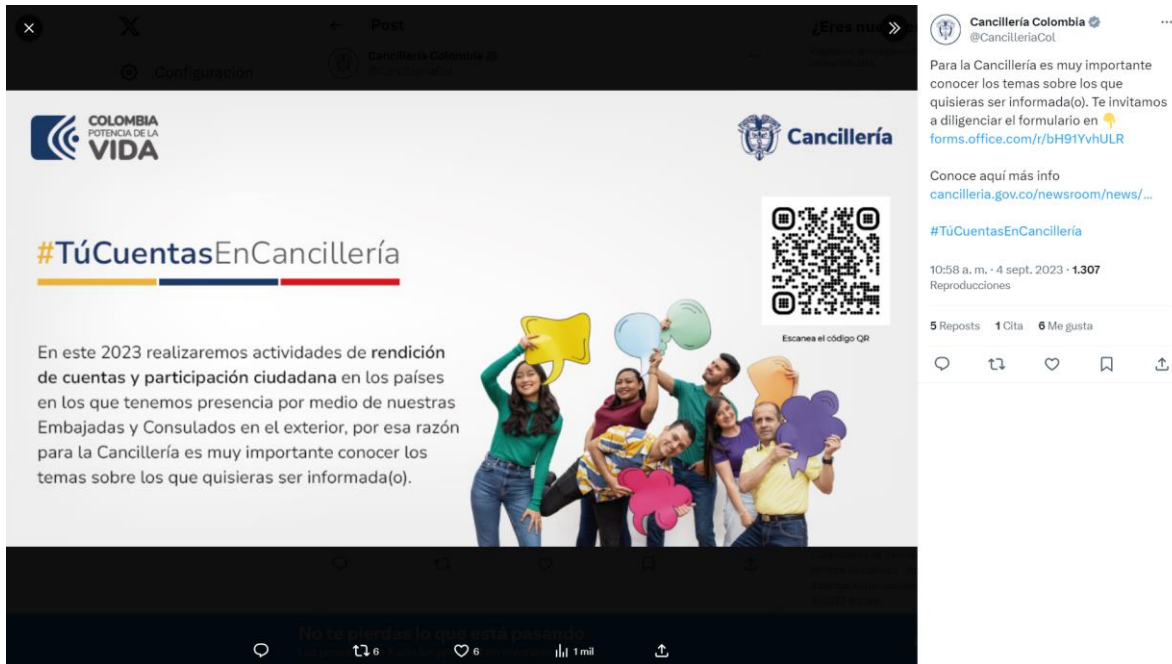 Post
¿Eres nue
Cancillería Colombia
@CancilleriaCol
Configuración
COLOMBIA
POTENCIA DE LA
VIDA
Cancillería
#TúCuentasEnCancillería
Escanea el código QR
En este 2023 realizaremos actividades de rendición
de cuentas y participación ciudadana en los países
en los que tenemos presencia por medio de nuestras
Embajadas y Consulados en el exterior, por esa razón
para la Cancillería es muy importante conocer los
temas sobre los que quisieras ser informada(o).
No te pierdas lo que está pasando
6
6
1 mil
Cancillería Colombia
@CancilleriaCol
Para la Cancillería es muy importante
conocer los temas sobre los que
quisieras ser informada(o). Te invitamos
a diligenciar el formulario en 👇
forms.office.com/r/bH91YvhULR
Conoce aquí más info
cancilleria.gov.co/newsroom/news/...
#TúCuentasEnCancillería
10:58 a. m. · 4 sept. 2023 · 1.307
Reproducciones
5 Reposts 1 Cita 6 Me gusta